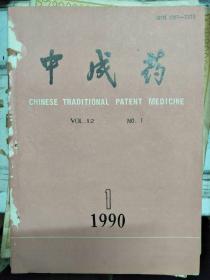 中成药
CHINESE TRADITIONAL PATENT MEDICINE
VOL. 12 NO. 1
1
1990